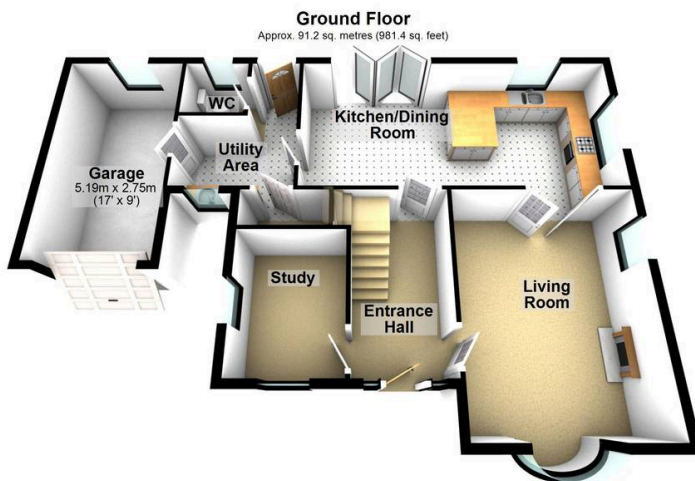 Ground Floor
Approx. 91.2 sq. metres (981.4 sq. feet)
WC
Kitchen/Dining
Room
Utility
Area
Garage
5.19m x 2.75m
(17' x 9')
Study
Entrance
Hall
Living
Room